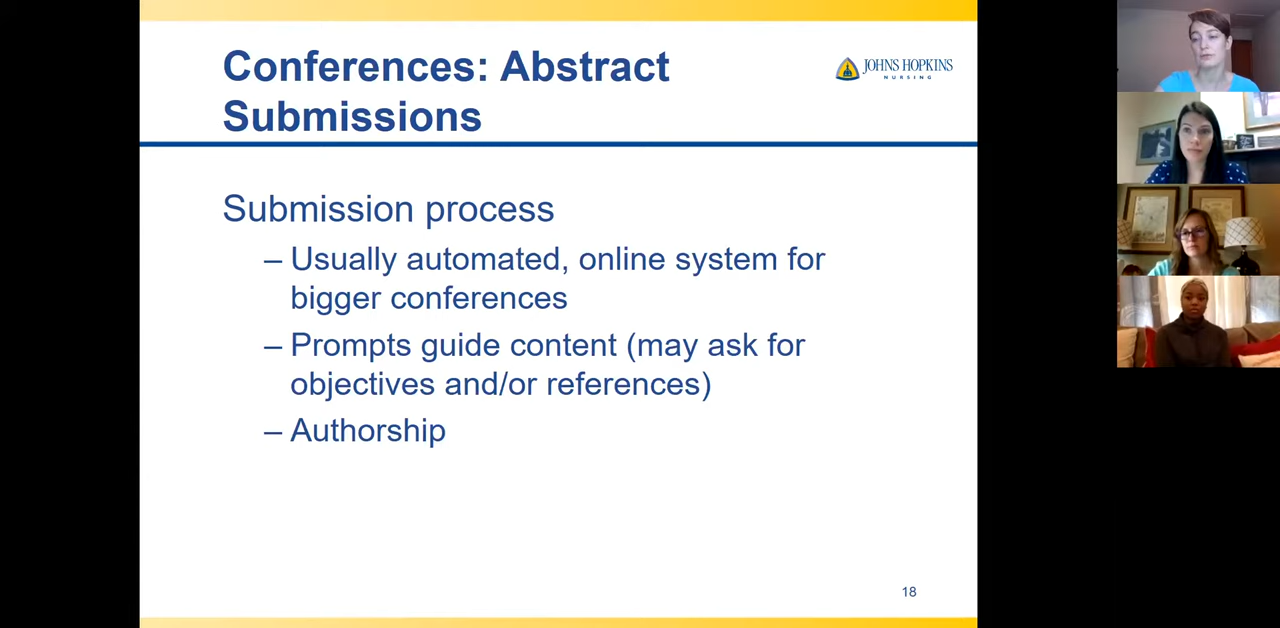 Conferences: Abstract
Submissions
JOHNS HOPKINS
NURSING
Submission process
– Usually automated, online system for
bigger conferences
– Prompts guide content (may ask for
objectives and/or references)
– Authorship
18